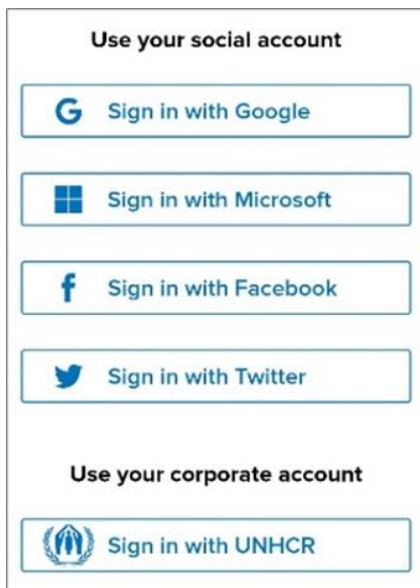 Use your social account
Sign in with Google
Sign in with Microsoft
Sign in with Facebook
Sign in with Twitter
Use your corporate account
Sign in with UNHCR